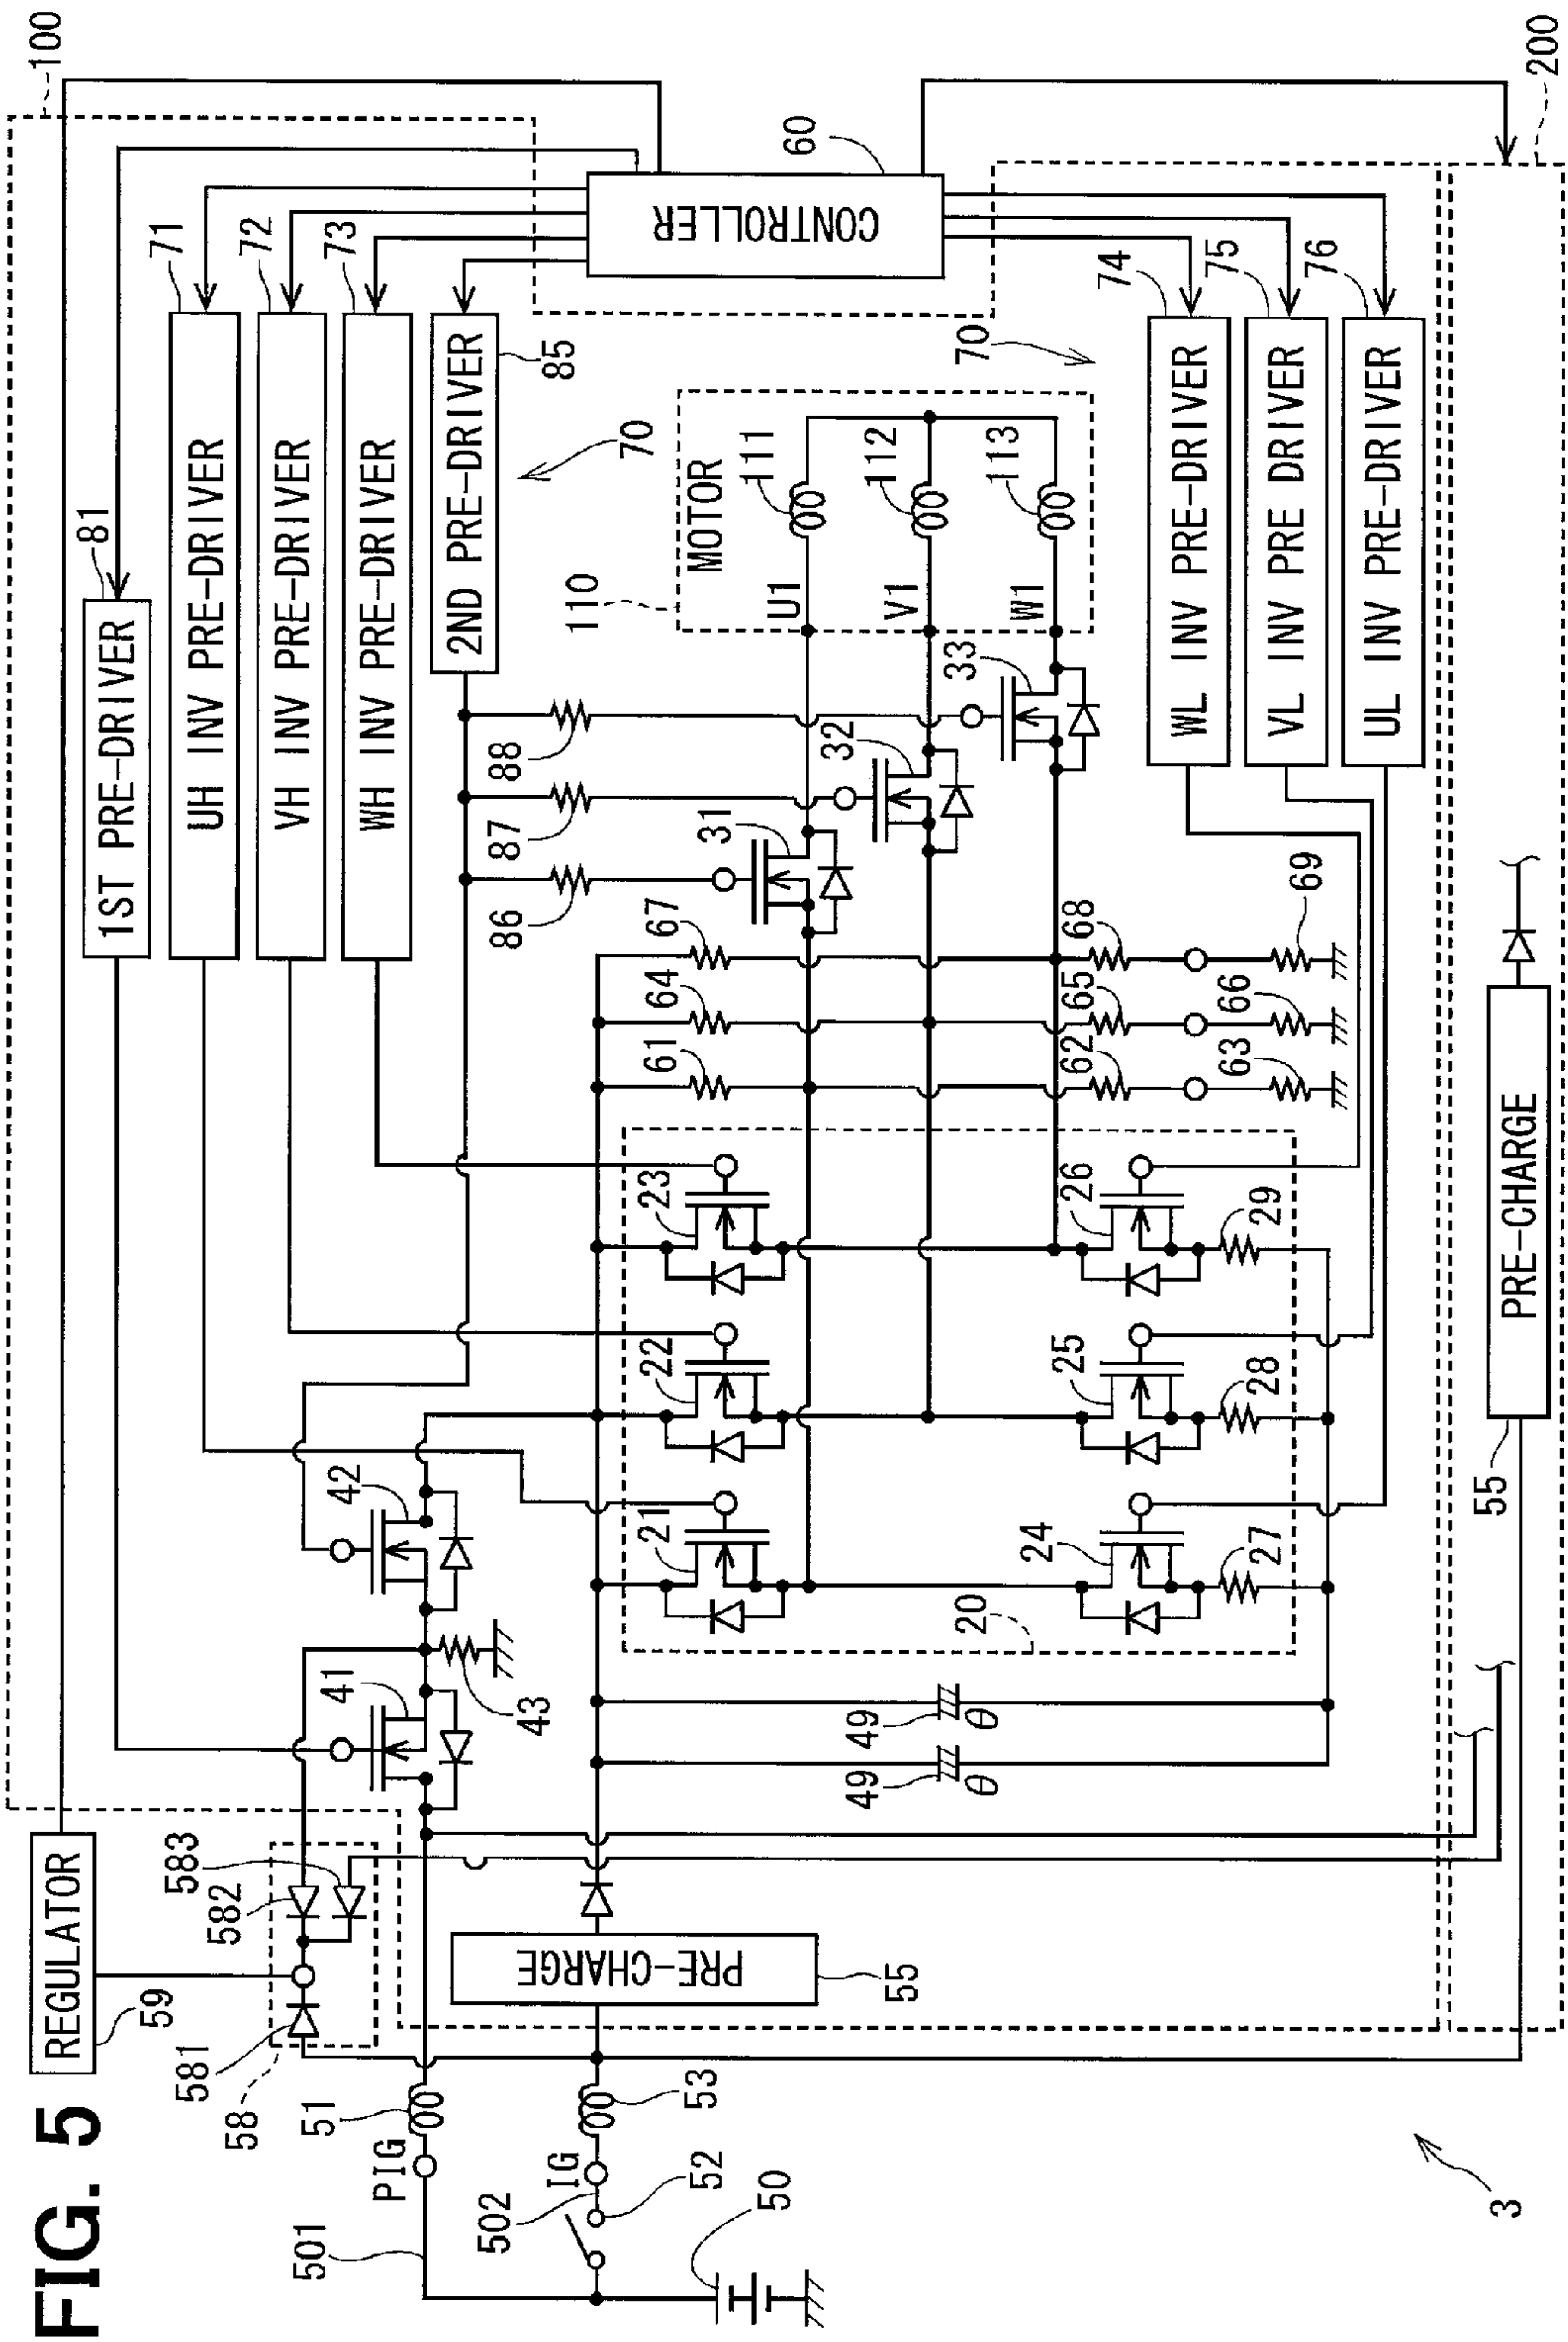 FIG. 5
REGULATOR
59
100
1ST PRE-DRIVER
81
UH INV PRE-DRIVER
71
VH INV PRE-DRIVER
72
WH INV PRE-DRIVER
73
2ND PRE-DRIVER
85
70
581
582
583
58
41
42
43
86
87
88
501
PIG
51
502
IG
52
53
50
PRE-CHARGE
55
49
θ
49
θ
20
21
22
23
24
25
26
27
28
29
61
64
67
62
65
68
63
66
69
31
32
33
110
MOTOR
U1
V1
W1
111
112
113
CONTROLLER
60
70
WL INV PRE-DRIVER
74
VL INV PRE DRIVER
75
UL INV PRE-DRIVER
76
PRE-CHARGE
55
200
3